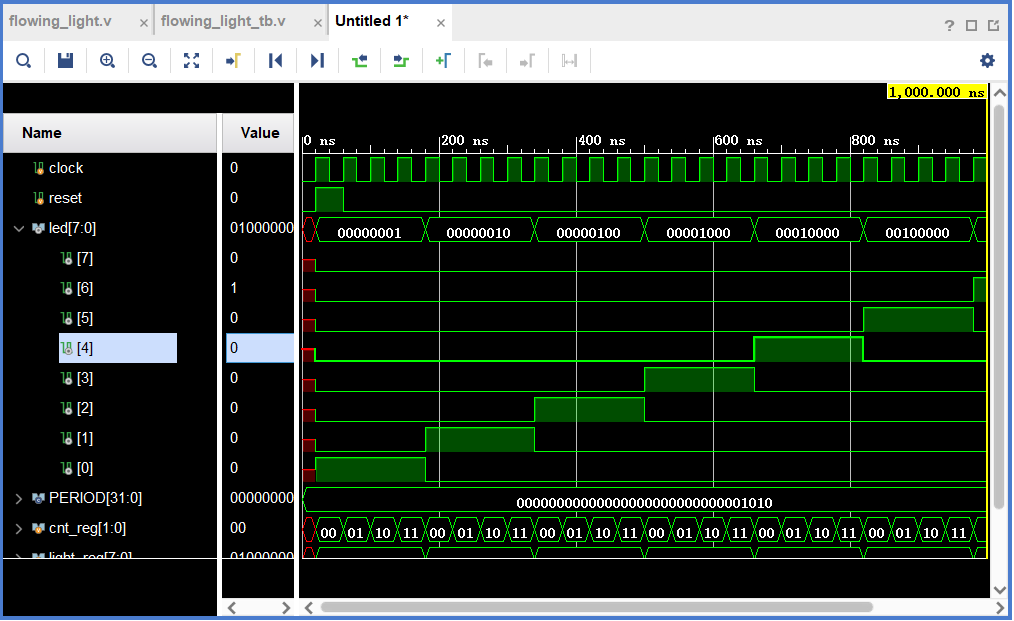 flowing_light.v × flowing_light_tb.v × Untitled 1* × ?
1,000.000 ns
Name Value 0 ns 200 ns 400 ns 600 ns 800 ns
clock 0
reset 0
led[7:0] 01000000 00000001 00000010 00000100 00001000 00010000 00100000
[7] 0
[6] 1
[5] 0
[4] 0
[3] 0
[2] 0
[1] 0
[0] 0
PERIOD[31:0] 00000000 00000000000000000000000000001010
cnt_reg[1:0] 00 00 01 10 11 00 01 10 11 00 01 10 11 00 01 10 11 00 01 10 11 00 01 10 11
light_reg[7:0] 01000000